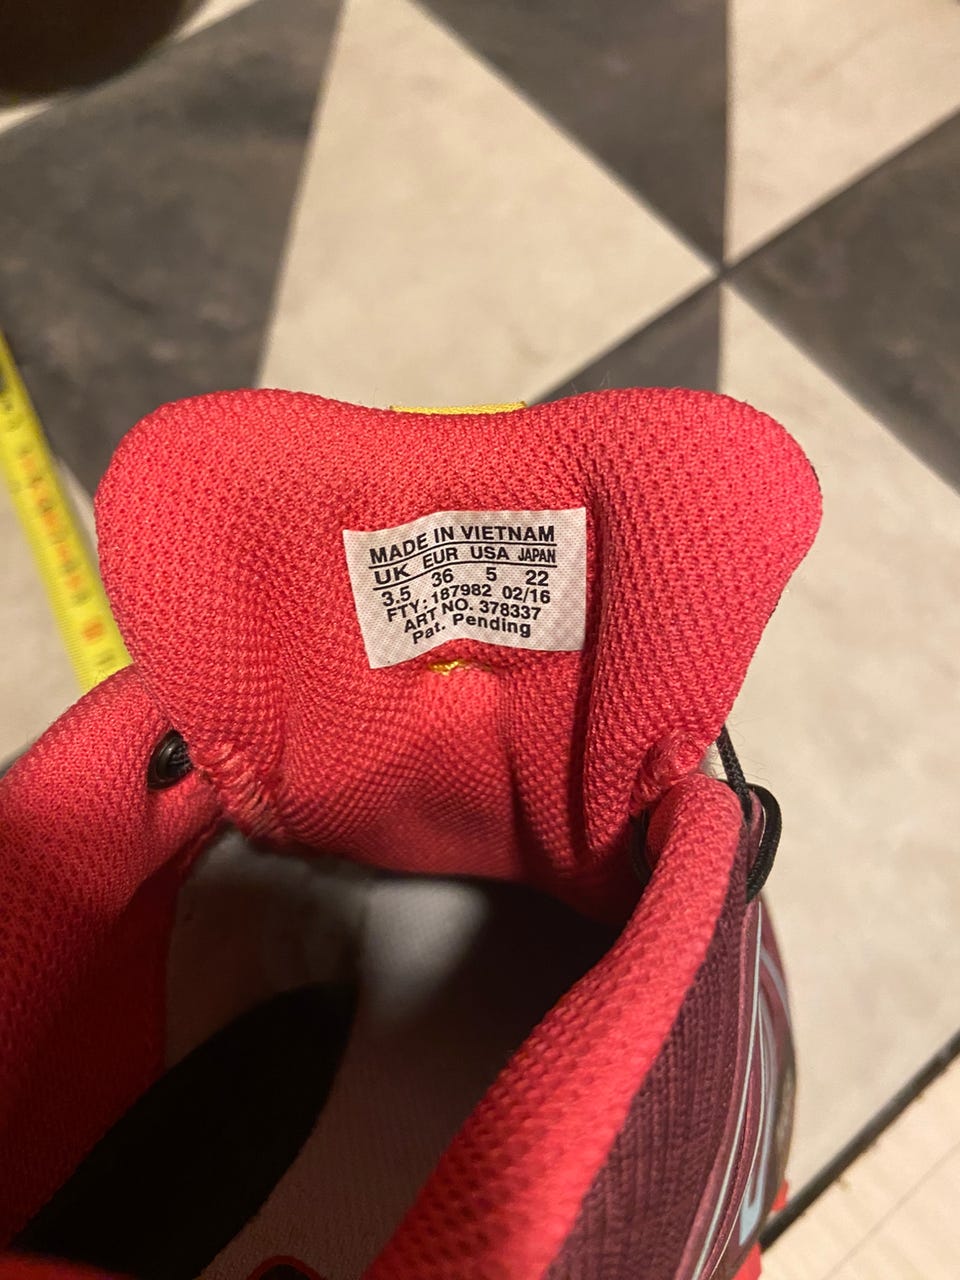 MADE IN VIETNAM
UK EUR USA JAPAN
3.5 36 5 22
FTY: 187982 02/16
ART NO. 378337
Pat. Pending